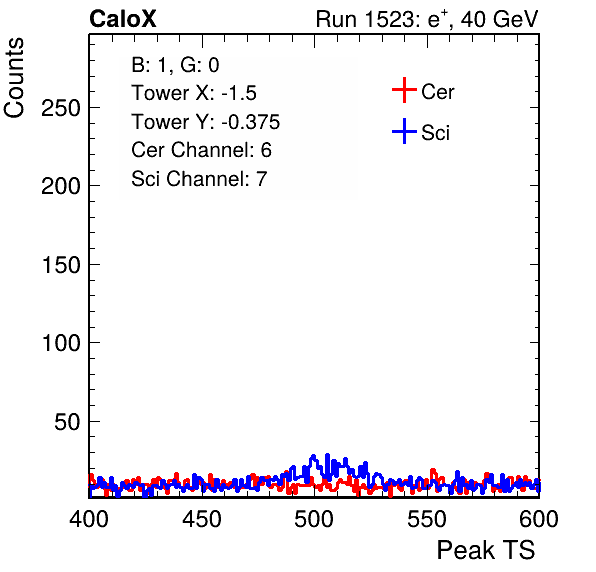 CaloX Run 1523: e⁺, 40 GeV
Counts
B: 1, G: 0
Tower X: -1.5
Tower Y: -0.375
Cer Channel: 6
Sci Channel: 7
Cer
Sci
250
200
150
100
50
400 450 500 550 600
Peak TS